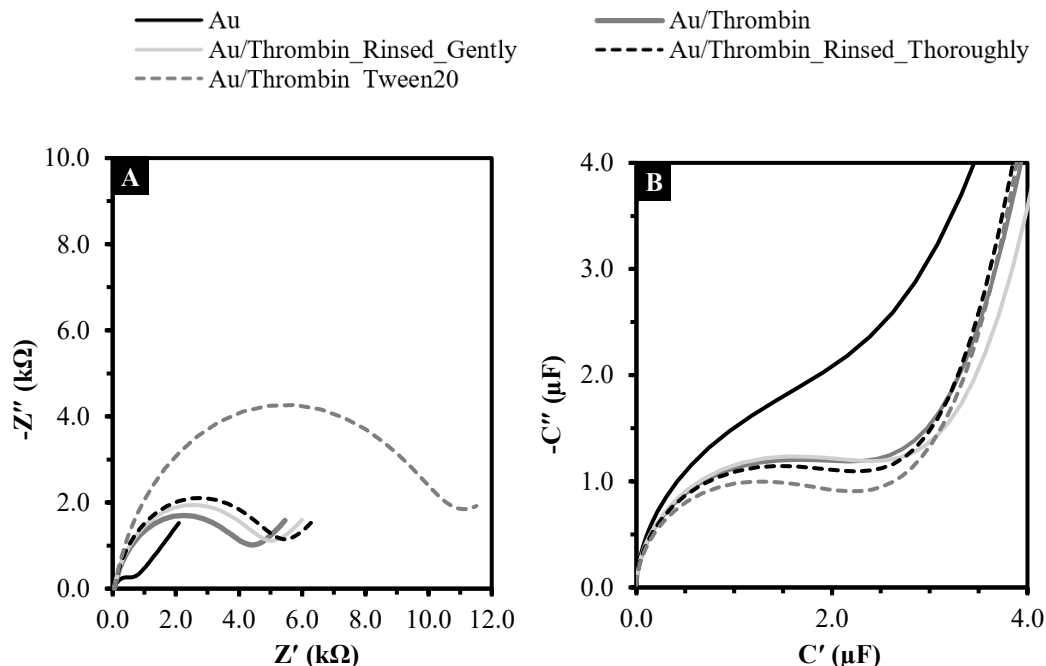 Au
Au/Thrombin
Au/Thrombin_Rinsed_Gently
Au/Thrombin_Rinsed_Thoroughly
Au/Thrombin Tween20
A
10.0
8.0
6.0
4.0
2.0
0.0
-Z″ (kΩ)
0.0 2.0 4.0 6.0 8.0 10.0 12.0
Z′ (kΩ)
B
4.0
3.0
2.0
1.0
0.0
-C″ (µF)
0.0 2.0 4.0
C′ (µF)